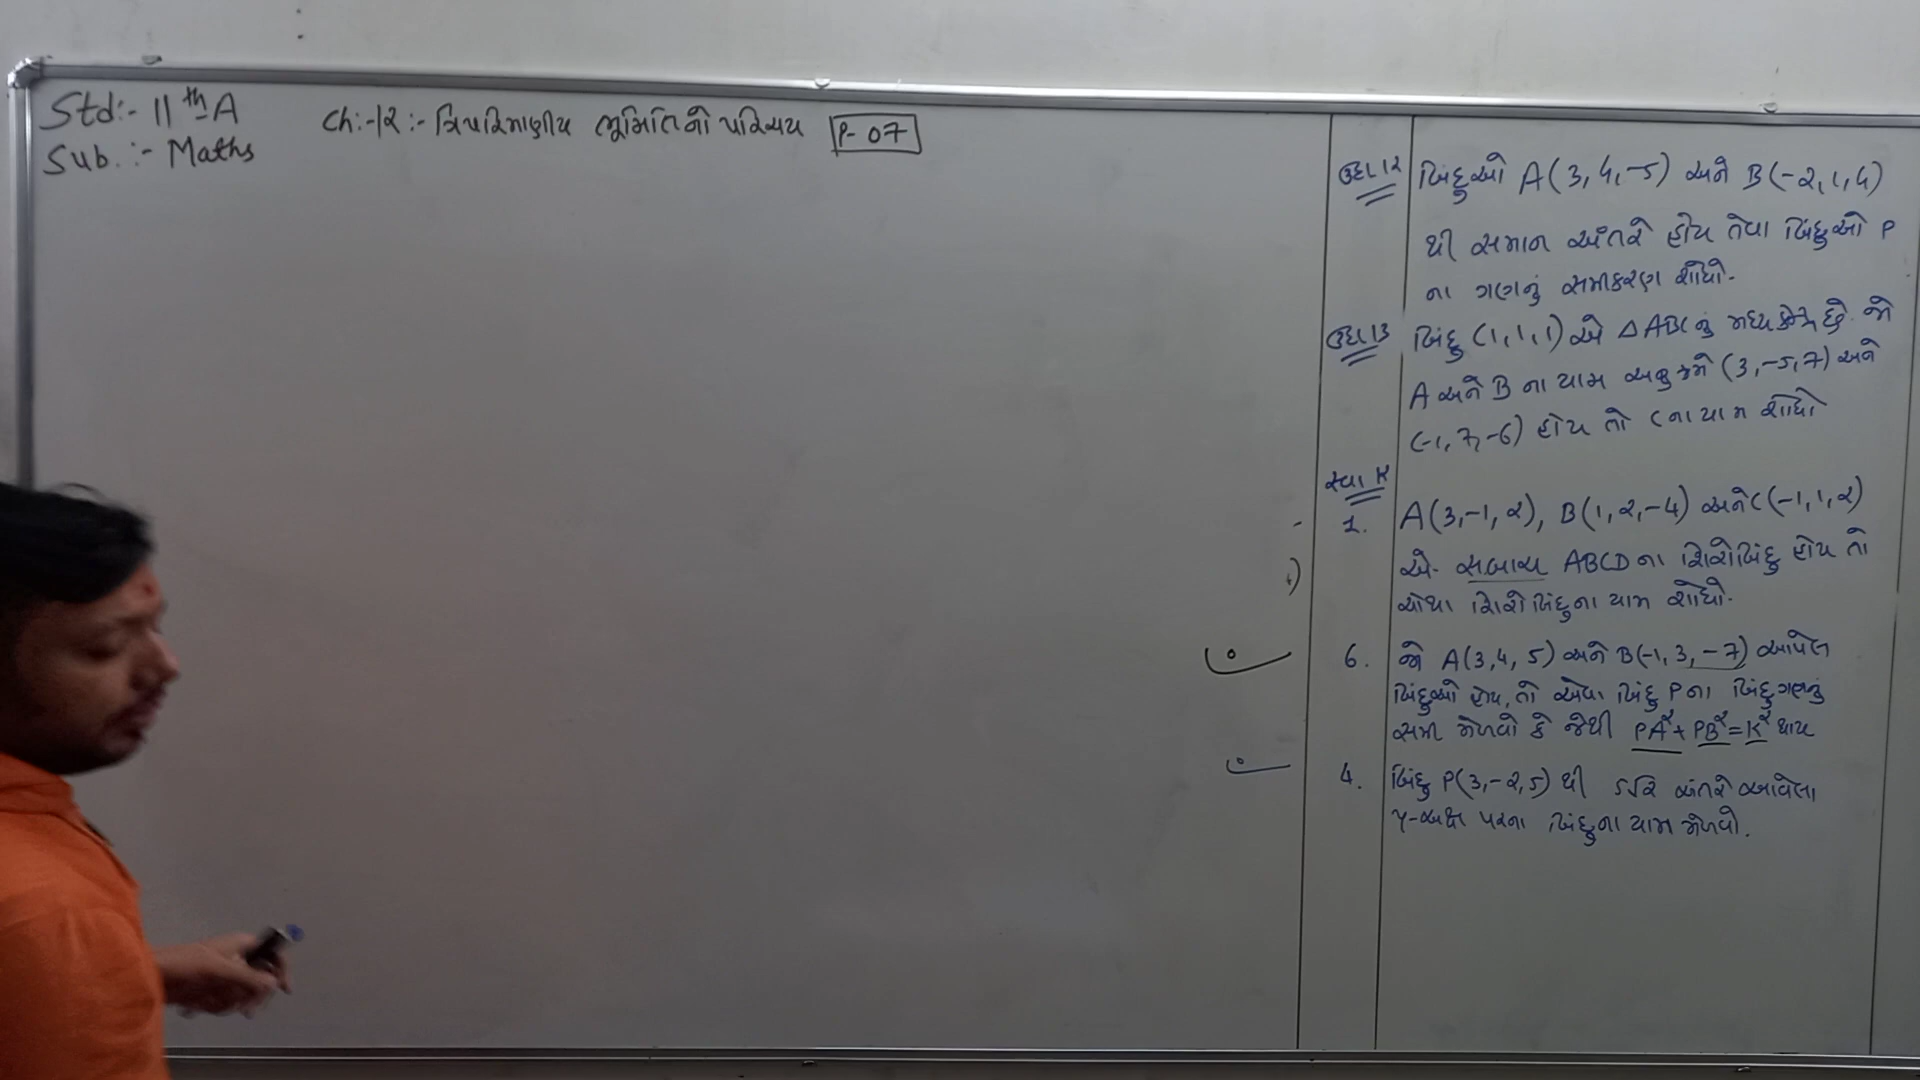 Std:- 11th A
Sub.:- Maths
Ch:-12:- ત્રિપરિમાણીય ભૂમિતિનો પરિચય P-07
ઉદા 12 બિંદુઓ A(3,4,-5) અને B(-2,1,4)
થી સમાન અંતરે હોય તેવા બિંદુઓ P
ના ગણનું સમીકરણ શોધો.
ઉદા 13 બિંદુ (1,1,1) એ △ABC નું મધ્યકેન્દ્ર છે. જો
A અને B ના યામ અનુક્રમે (3,-5,7) અને
(-1,7,-6) હોય તો C ના યામ શોધો
સ્વા
1. A(3,-1,2), B(1,2,-4) અને C(-1,1,2)
એ સબાચ ABCD ના શિરોબિંદુ હોય તો
ચોથા શિરોબિંદુના યામ શોધો.
6. જો A(3,4,5) અને B(-1,3,-7) આપેલ
બિંદુઓ હોય, તો એવા બિંદુ P ના બિંદુગણનું
સમી મેળવો કે જેથી PA²+PB²=K² થાય
4. બિંદુ P(3,-2,5) થી 5√2 અંતરે આવેલા
y-અક્ષ પરના બિંદુના યામ મેળવો.